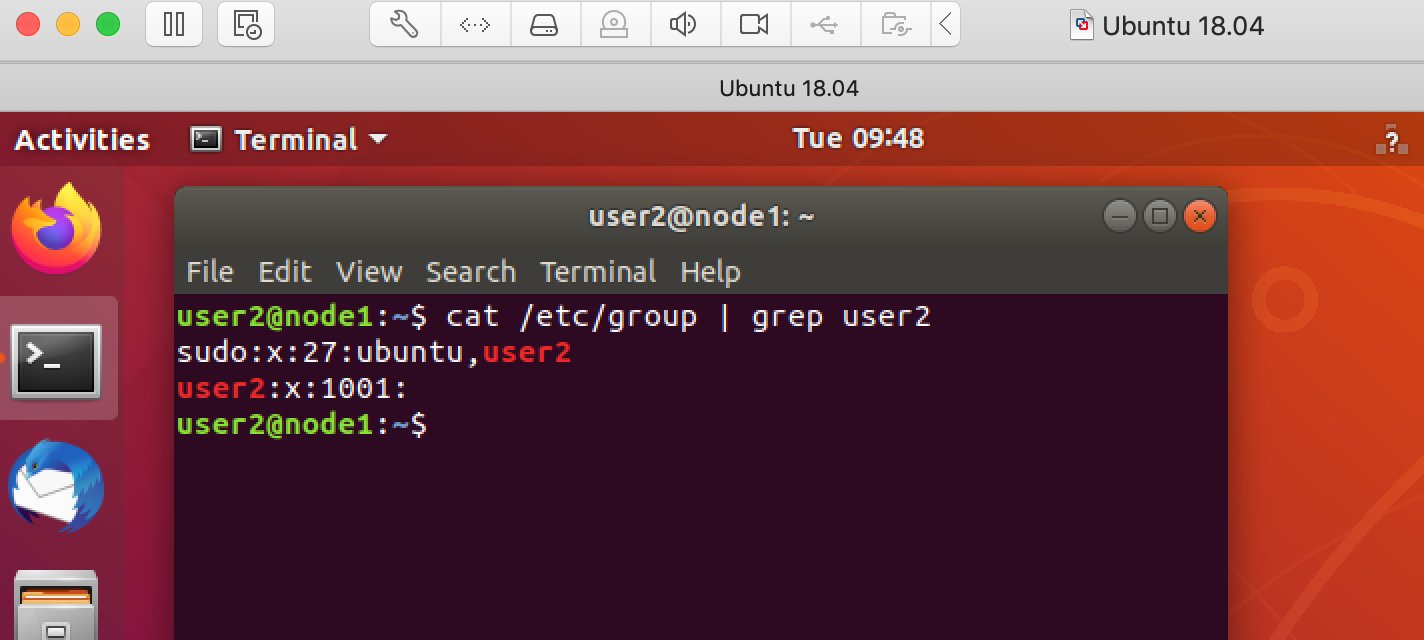 Ubuntu 18.04
Ubuntu 18.04
Activities Terminal Tue 09:48 ?
user2@node1: ~
File Edit View Search Terminal Help
user2@node1:~$ cat /etc/group | grep user2
sudo:x:27:ubuntu,user2
user2:x:1001:
user2@node1:~$